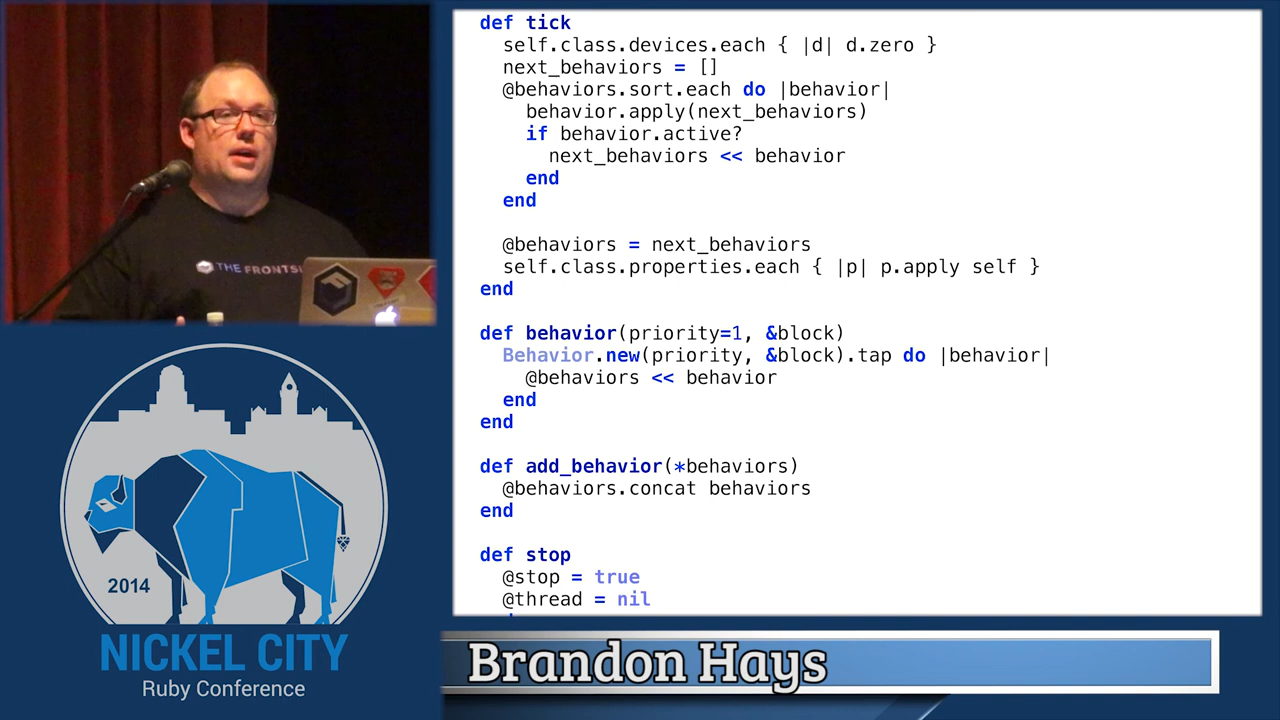 THE FRONTSI
def tick
  self.class.devices.each { |d| d.zero }
  next_behaviors = []
  @behaviors.sort.each do |behavior|
    behavior.apply(next_behaviors)
    if behavior.active?
      next_behaviors << behavior
    end
  end

  @behaviors = next_behaviors
  self.class.properties.each { |p| p.apply self }
end

def behavior(priority=1, &block)
  Behavior.new(priority, &block).tap do |behavior|
    @behaviors << behavior
  end
end

def add_behavior(*behaviors)
  @behaviors.concat behaviors
end

def stop
  @stop = true
  @thread = nil
2014
NICKEL CITY
Ruby Conference
Brandon Hays